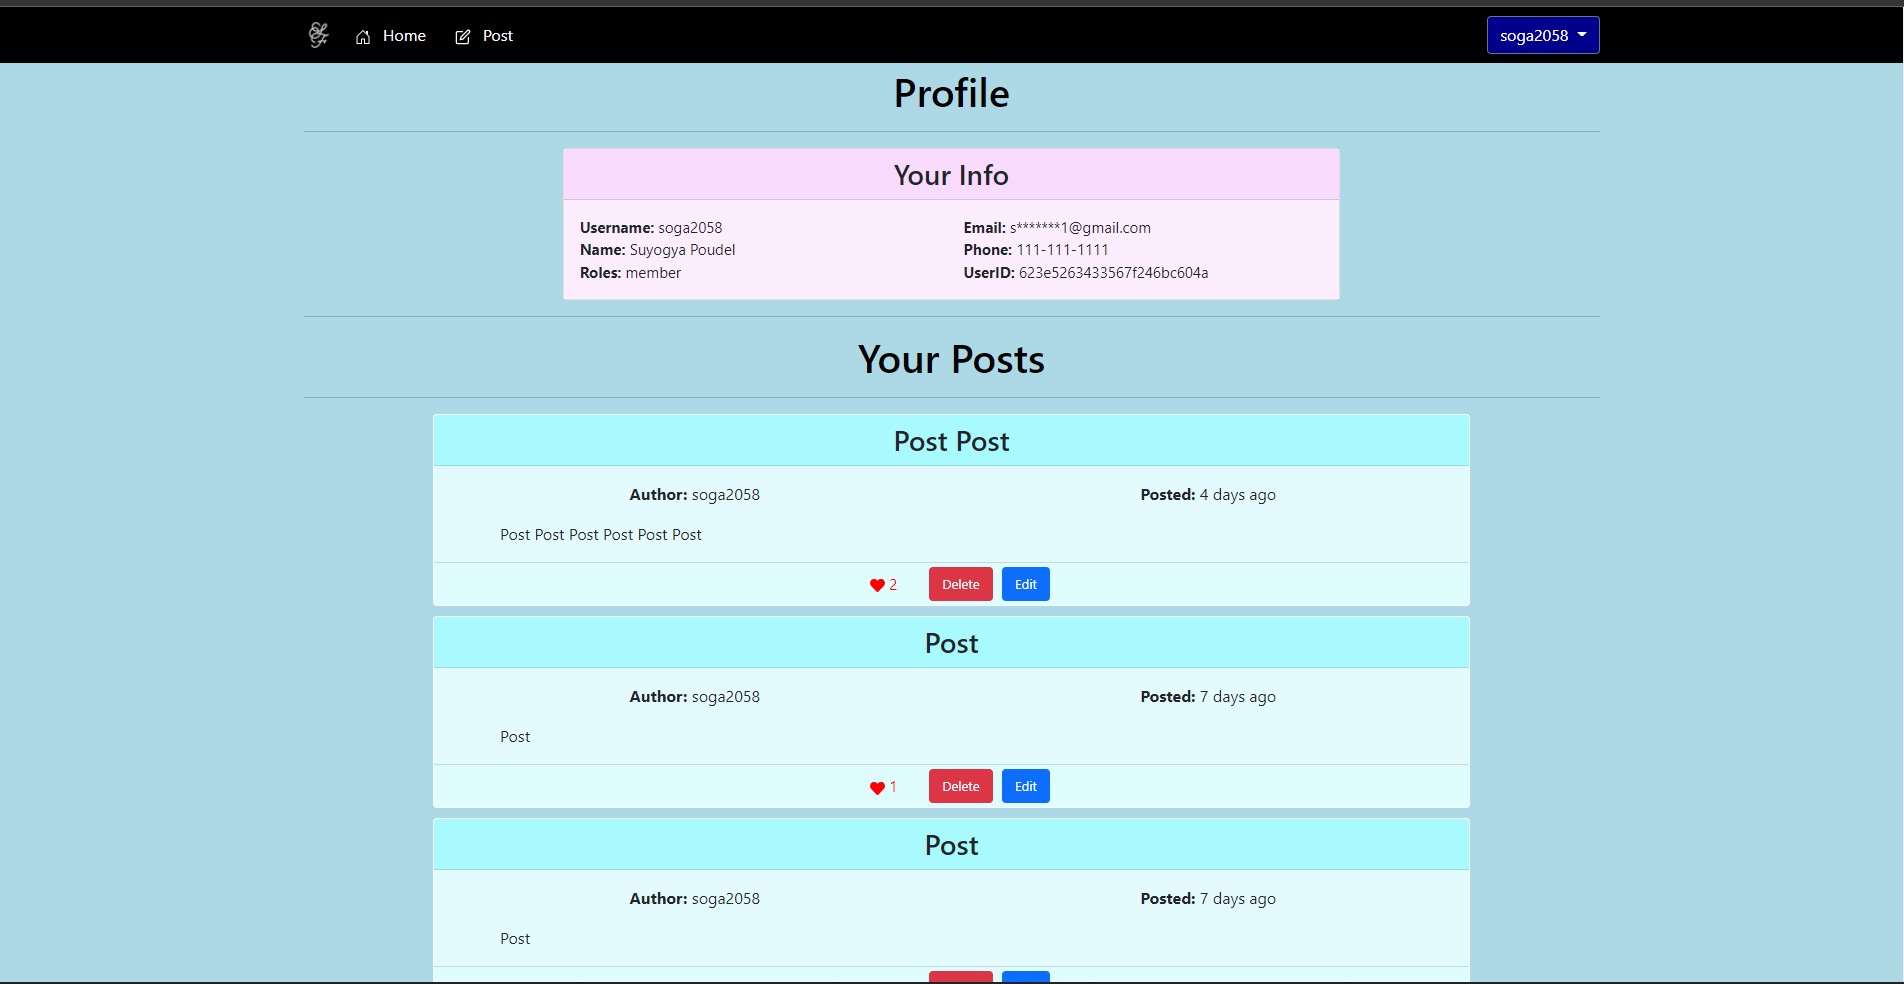 Home
Post
soga2058
Profile
Your Info
Username: soga2058
Name: Suyogya Poudel
Roles: member
Email: s*******1@gmail.com
Phone: 111-111-1111
UserID: 623e5263433567f246bc604a
Your Posts
Post Post
Author: soga2058
Posted: 4 days ago
Post Post Post Post Post Post
2
Delete
Edit
Post
Author: soga2058
Posted: 7 days ago
Post
1
Delete
Edit
Post
Author: soga2058
Posted: 7 days ago
Post